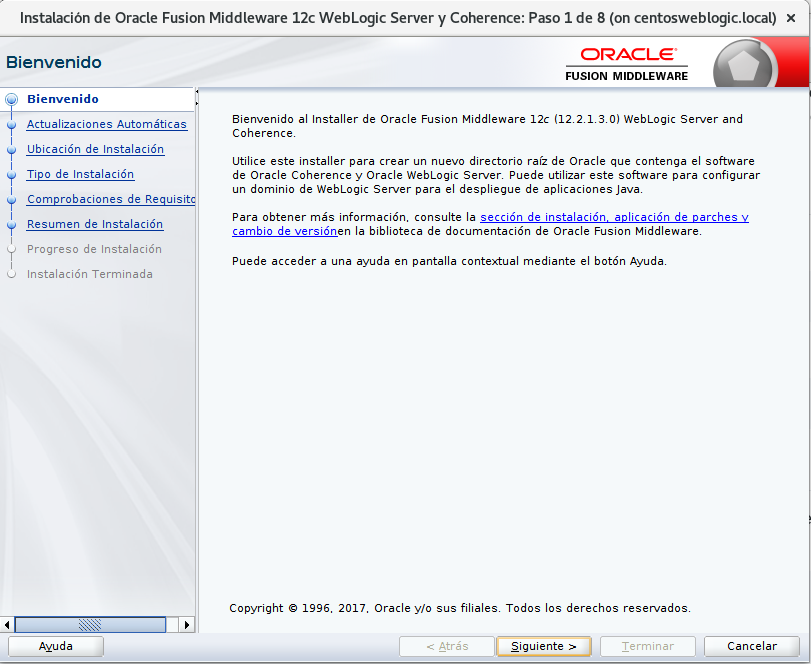 Instalación de Oracle Fusion Middleware 12c WebLogic Server y Coherence: Paso 1 de 8 (on centosweblogic.local) ×
Bienvenido
ORACLE®
FUSION MIDDLEWARE
Bienvenido
Actualizaciones Automáticas
Ubicación de Instalación
Tipo de Instalación
Comprobaciones de Requisito
Resumen de Instalación
Progreso de Instalación
Instalación Terminada
Bienvenido al Installer de Oracle Fusion Middleware 12c (12.2.1.3.0) WebLogic Server and
Coherence.
Utilice este installer para crear un nuevo directorio raíz de Oracle que contenga el software
de Oracle Coherence y Oracle WebLogic Server. Puede utilizar este software para configurar
un dominio de WebLogic Server para el despliegue de aplicaciones Java.
Para obtener más información, consulte la sección de instalación, aplicación de parches y
cambio de versiónen la biblioteca de documentación de Oracle Fusion Middleware.
Puede acceder a una ayuda en pantalla contextual mediante el botón Ayuda.
Copyright © 1996, 2017, Oracle y/o sus filiales. Todos los derechos reservados.
Ayuda
< Atrás
Siguiente >
Terminar
Cancelar